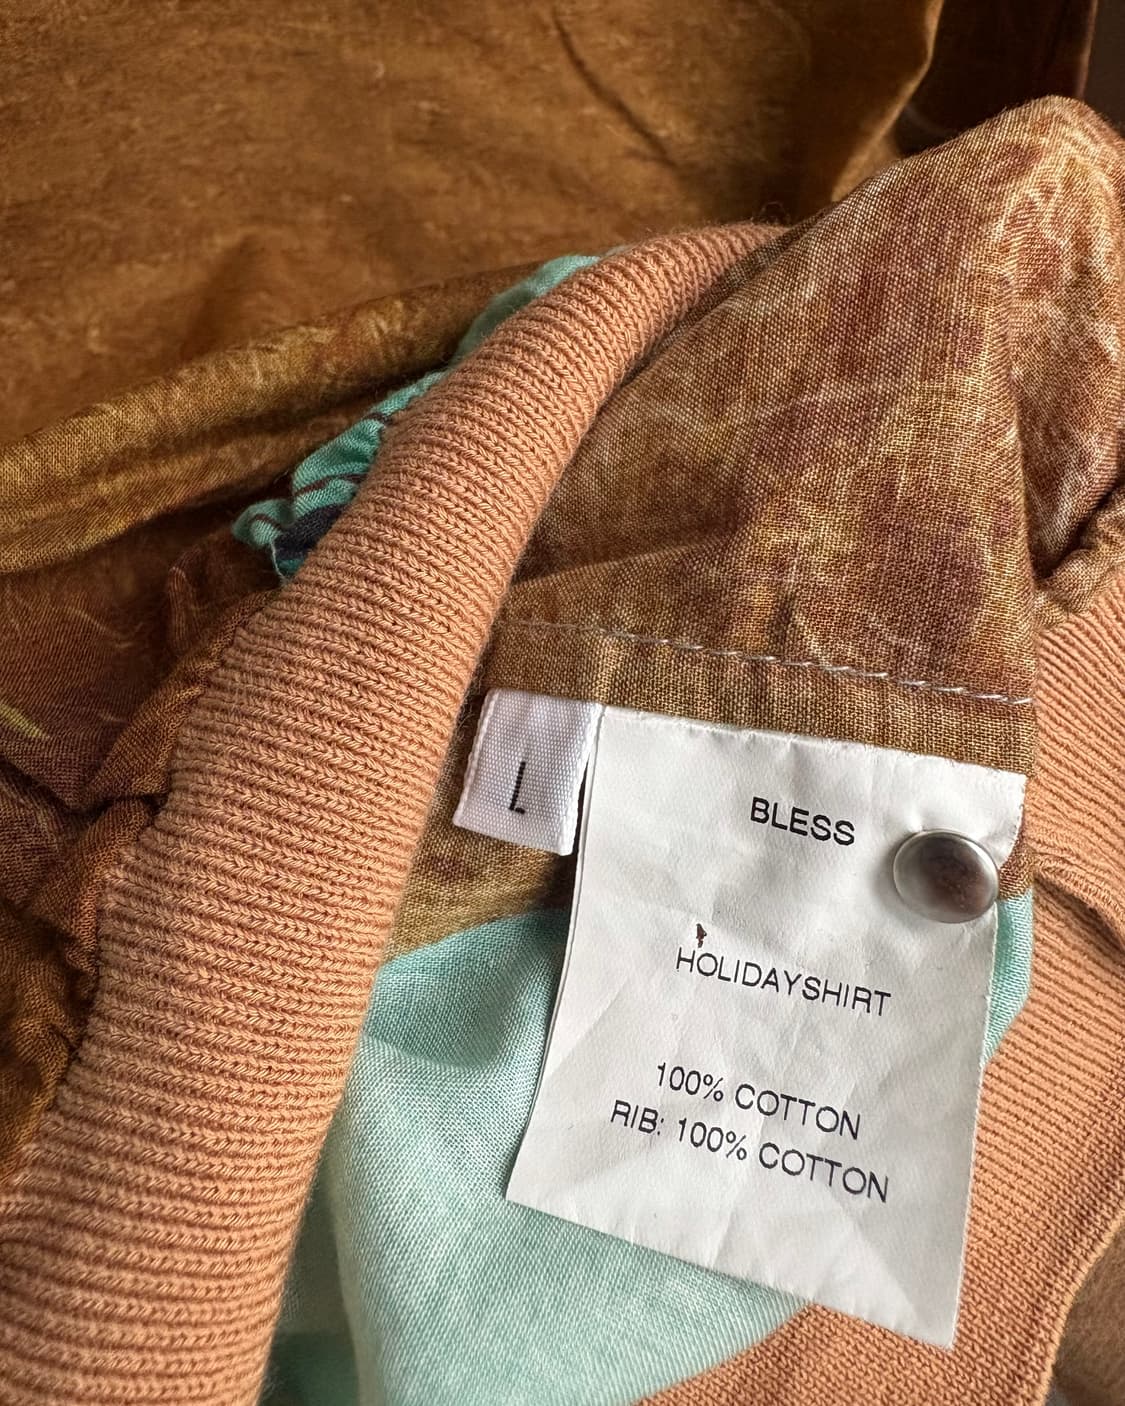 L
BLESS
HOLIDAYSHIRT
100% COTTON
RIB: 100% COTTON